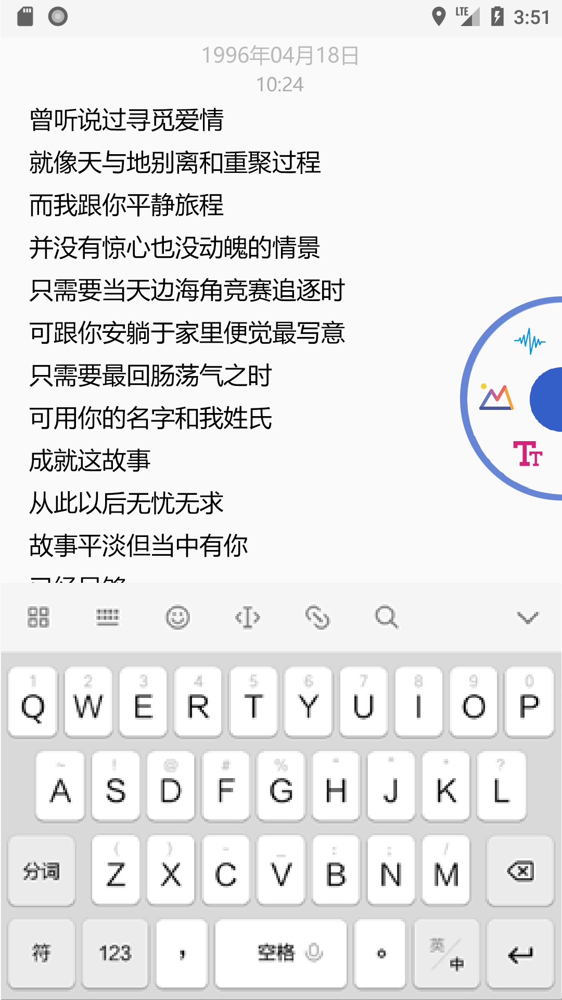 LTE 3:51
1996年04月18日
10:24
曾听说过寻觅爱情
就像天与地别离和重聚过程
而我跟你平静旅程
并没有惊心也没动魄的情景
只需要当天边海角竞赛追逐时
可跟你安躺于家里便觉最写意
只需要最回肠荡气之时
可用你的名字和我姓氏
成就这故事
从此以后无忧无求
故事平淡但当中有你
TT
1 2 3 4 5 6 7 8 9 0
Q W E R T Y U I O P
~ ! @ # % " " * ?
A S D F G H J K L
( ) - _ : ; /
分词 Z X C V B N M
符 123 , 空格 。 英/中